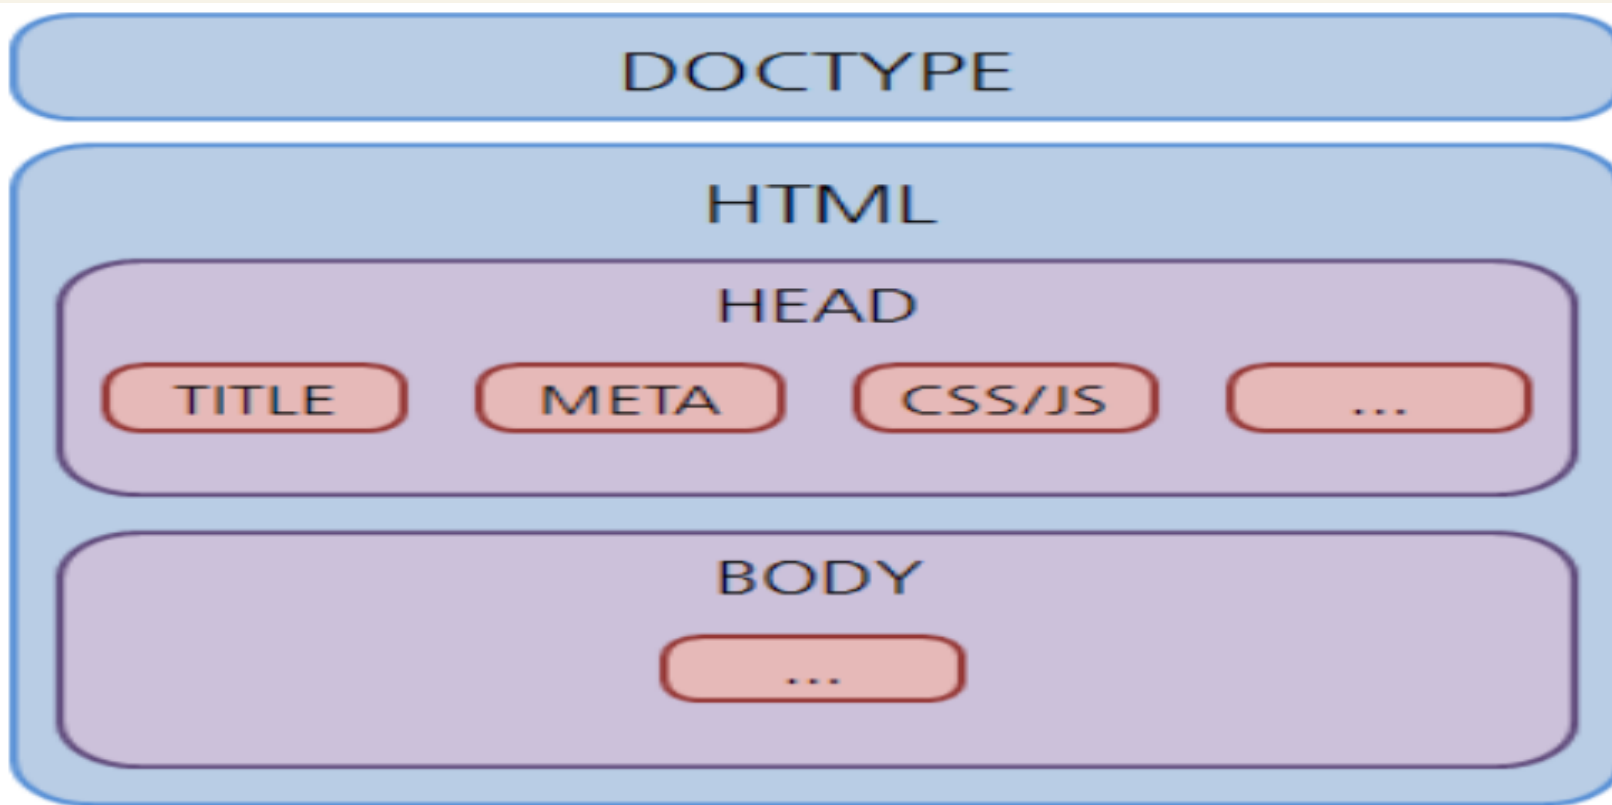 DOCTYPE
HTML
HEAD
TITLE META CSS/JS ...
BODY
...